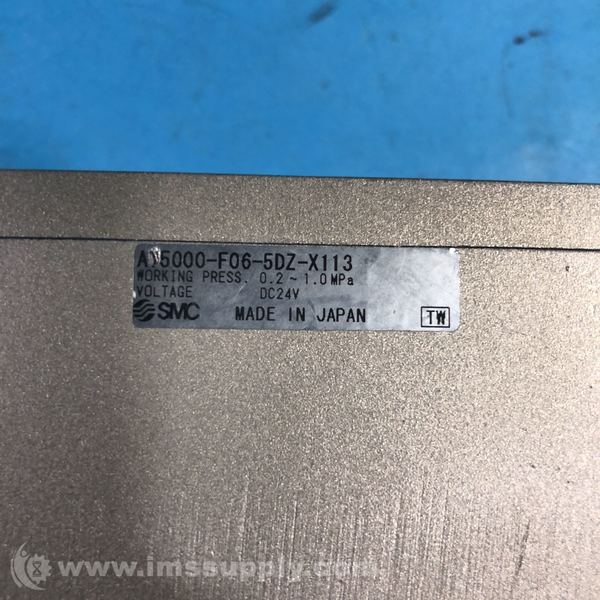 AV5000-F06-5DZ-X113
WORKING PRESS. 0.2~1.0MPa
VOLTAGE DC24V
SMC MADE IN JAPAN TW
www.imssupply.com